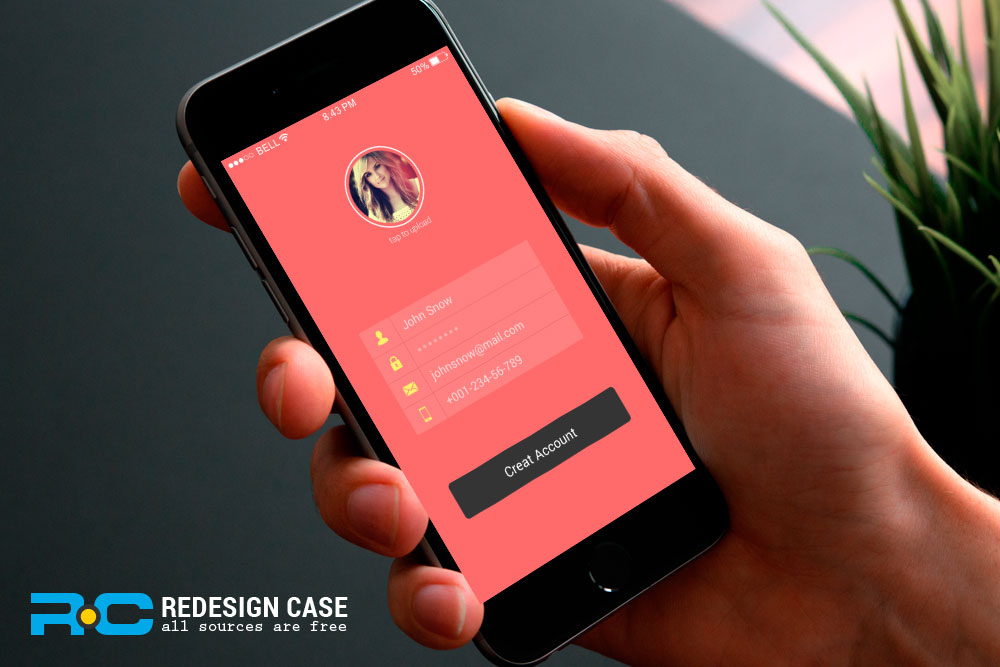 BELL
8:43 PM
50%
tap to upload
John Snow
********
johnsnow@mail.com
+001-234-56-789
Creat Account
RC
REDESIGN CASE
all sources are free